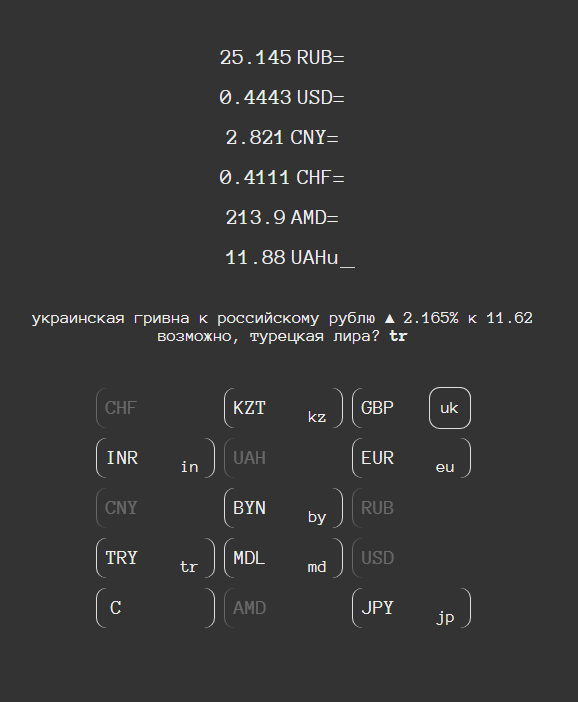 25.145 RUB=
0.4443 USD=
2.821 CNY=
0.4111 CHF=
213.9 AMD=
11.88 UAHu_
украинская гривна к российскому рублю ▲ 2.165% к 11.62
возможно, турецкая лира? tr
CHF KZT kz GBP uk
INR in UAH EUR eu
CNY BYN by RUB
TRY tr MDL md USD
C AMD JPY jp